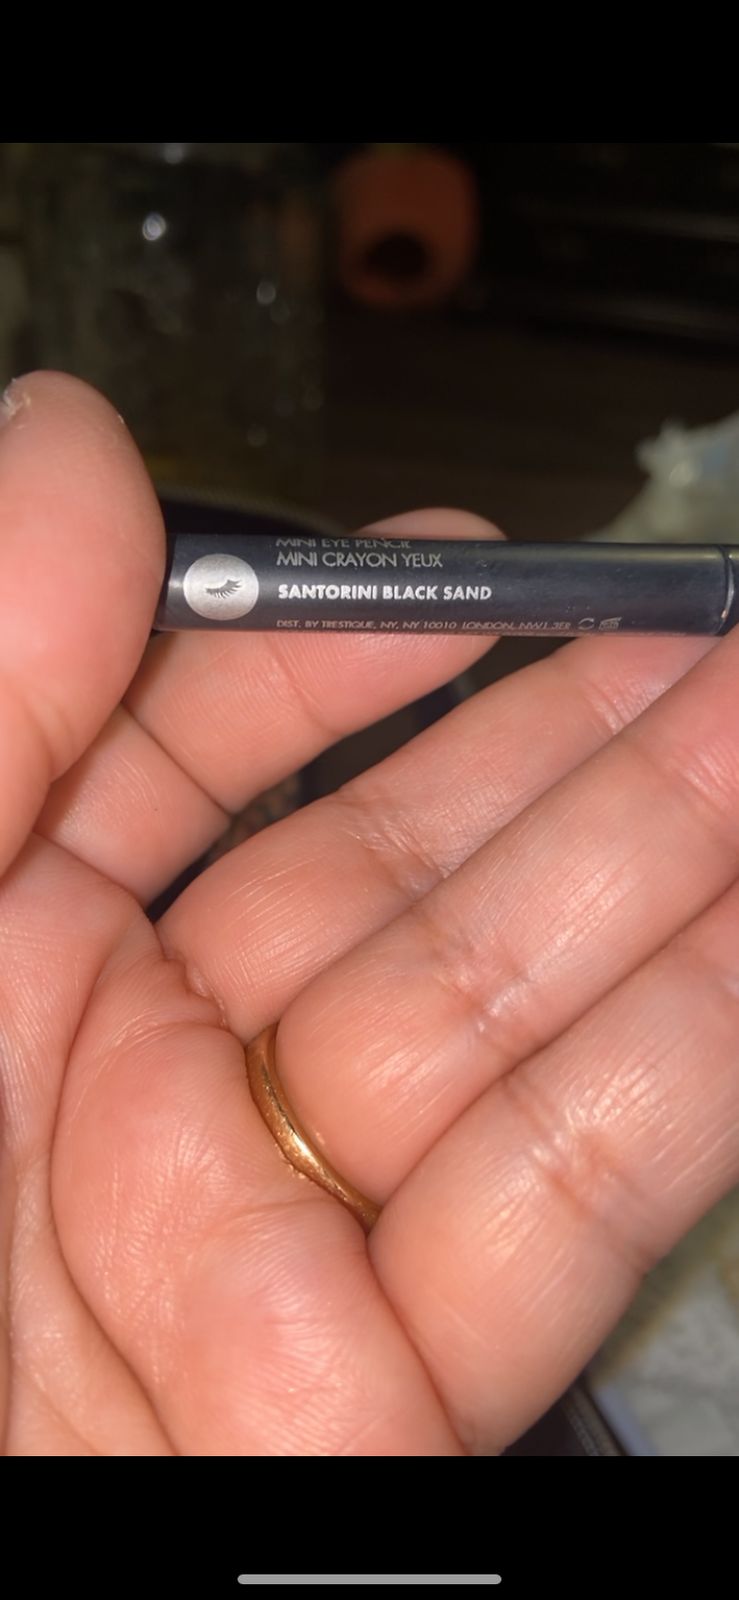 MINI EYE PENCIL
MINI CRAYON YEUX
SANTORINI BLACK SAND
DIST. BY TRESTIQUE, NY, NY 10010 LONDON, NW1 3ER